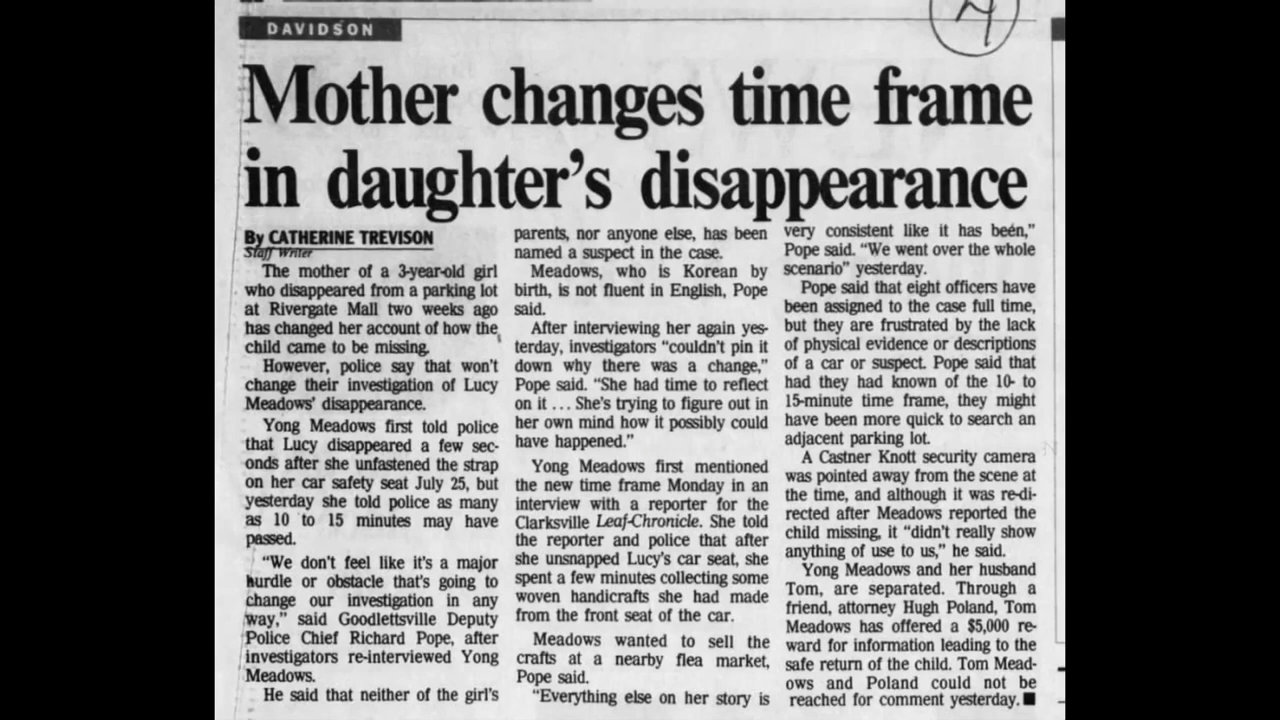 DAVIDSON
4
Mother changes time frame
in daughter's disappearance
By CATHERINE TREVISON
Staff Writer
The mother of a 3-year-old girl
who disappeared from a parking lot
at Rivergate Mall two weeks ago
has changed her account of how the
child came to be missing.
However, police say that won't
change their investigation of Lucy
Meadows' disappearance.
Yong Meadows first told police
that Lucy disappeared a few sec-
onds after she unfastened the strap
on her car safety seat July 25, but
yesterday she told police as many
as 10 to 15 minutes may have
passed.
"We don't feel like it's a major
hurdle or obstacle that's going to
change our investigation in any
way," said Goodlettsville Deputy
Police Chief Richard Pope, after
investigators re-interviewed Yong
Meadows.
He said that neither of the girl's
parents, nor anyone else, has been
named a suspect in the case.
Meadows, who is Korean by
birth, is not fluent in English, Pope
said.
After interviewing her again yes-
terday, investigators "couldn't pin it
down why there was a change,"
Pope said. "She had time to reflect
on it ... She's trying to figure out in
her own mind how it possibly could
have happened."
Yong Meadows first mentioned
the new time frame Monday in an
interview with a reporter for the
Clarksville Leaf-Chronicle. She told
the reporter and police that after
she unsnapped Lucy's car seat, she
spent a few minutes collecting some
woven handicrafts she had made
from the front seat of the car.
Meadows wanted to sell the
crafts at a nearby flea market,
Pope said.
"Everything else on her story is
very consistent like it has been,"
Pope said. "We went over the whole
scenario" yesterday.
Pope said that eight officers have
been assigned to the case full time,
but they are frustrated by the lack
of physical evidence or descriptions
of a car or suspect. Pope said that
had they had known of the 10- to
15-minute time frame, they might
have been more quick to search an
adjacent parking lot.
A Castner Knott security camera
was pointed away from the scene at
the time, and although it was re-di-
rected after Meadows reported the
child missing, it "didn't really show
anything of use to us," he said.
Yong Meadows and her husband
Tom, are separated. Through a
friend, attorney Hugh Poland, Tom
Meadows has offered a $5,000 re-
ward for information leading to the
safe return of the child. Tom Mead-
ows and Poland could not be
reached for comment yesterday.■